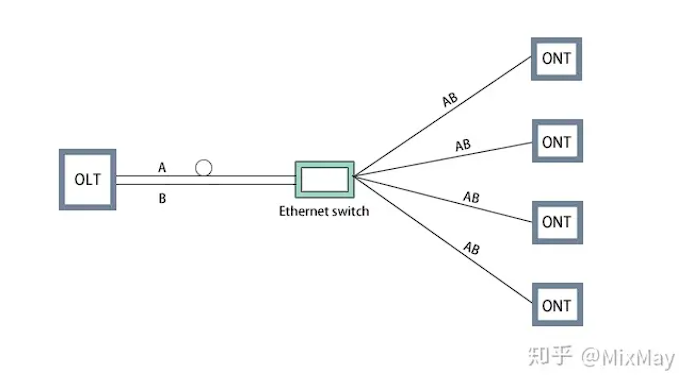 ONT
AB
AB
ONT
A
OLT
B
Ethernet switch
AB
ONT
AB
ONT
知乎 @MixMay